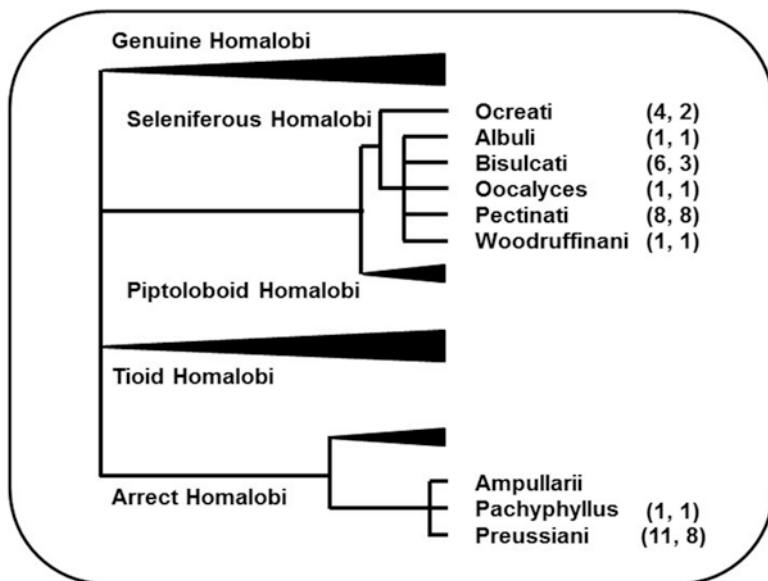 Genuine Homalobi
Seleniferous Homalobi
Ocreati (4, 2)
Albuli (1, 1)
Bisulcati (6, 3)
Oocalyces (1, 1)
Pectinati (8, 8)
Woodruffinani (1, 1)
Piptoloboid Homalobi
Tioid Homalobi
Arrect Homalobi
Ampullarii
Pachyphyllus (1, 1)
Preussiani (11, 8)